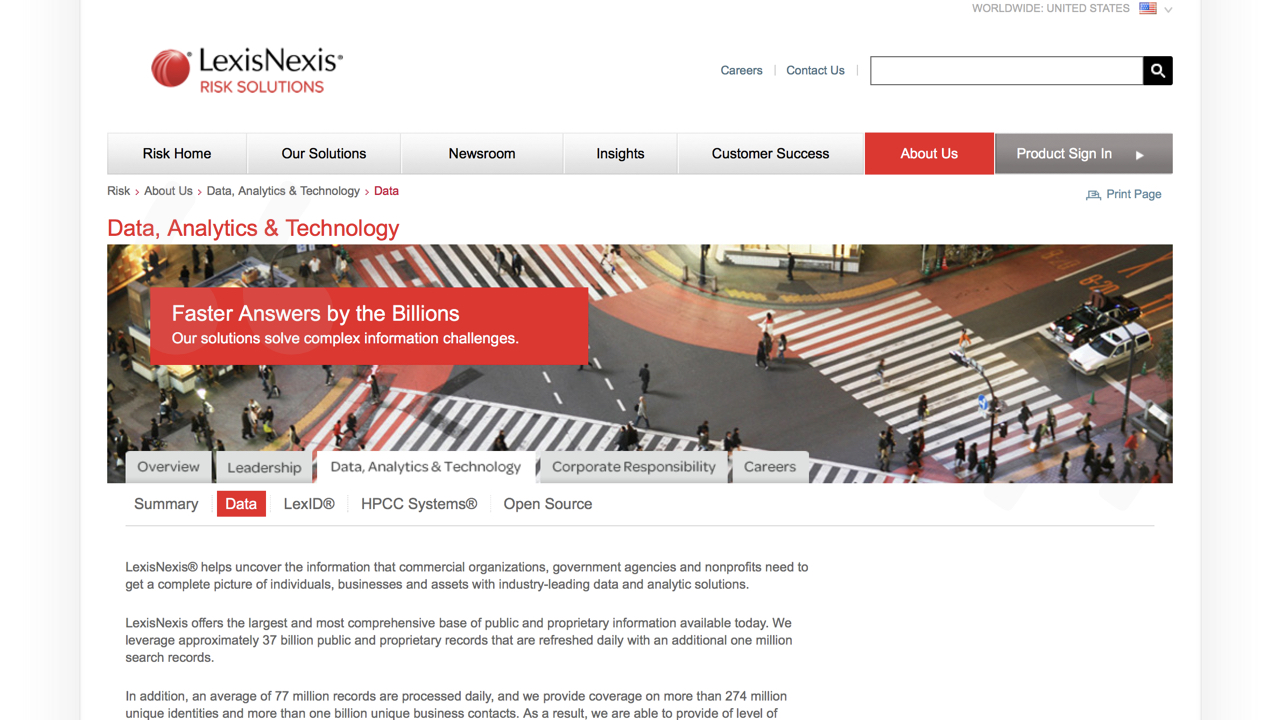 WORLDWIDE: UNITED STATES
LexisNexis®
RISK SOLUTIONS
Careers
Contact Us
Risk Home
Our Solutions
Newsroom
Insights
Customer Success
About Us
Product Sign In
Risk > About Us > Data, Analytics & Technology > Data
Print Page
Data, Analytics & Technology
Faster Answers by the Billions
Our solutions solve complex information challenges.
Overview
Leadership
Data, Analytics & Technology
Corporate Responsibility
Careers
Summary
Data
LexID®
HPCC Systems®
Open Source
LexisNexis® helps uncover the information that commercial organizations, government agencies and nonprofits need to
get a complete picture of individuals, businesses and assets with industry-leading data and analytic solutions.
LexisNexis offers the largest and most comprehensive base of public and proprietary information available today. We
leverage approximately 37 billion public and proprietary records that are refreshed daily with an additional one million
search records.
In addition, an average of 77 million records are processed daily, and we provide coverage on more than 274 million
unique identities and more than one billion unique business contacts. As a result, we are able to provide of level of